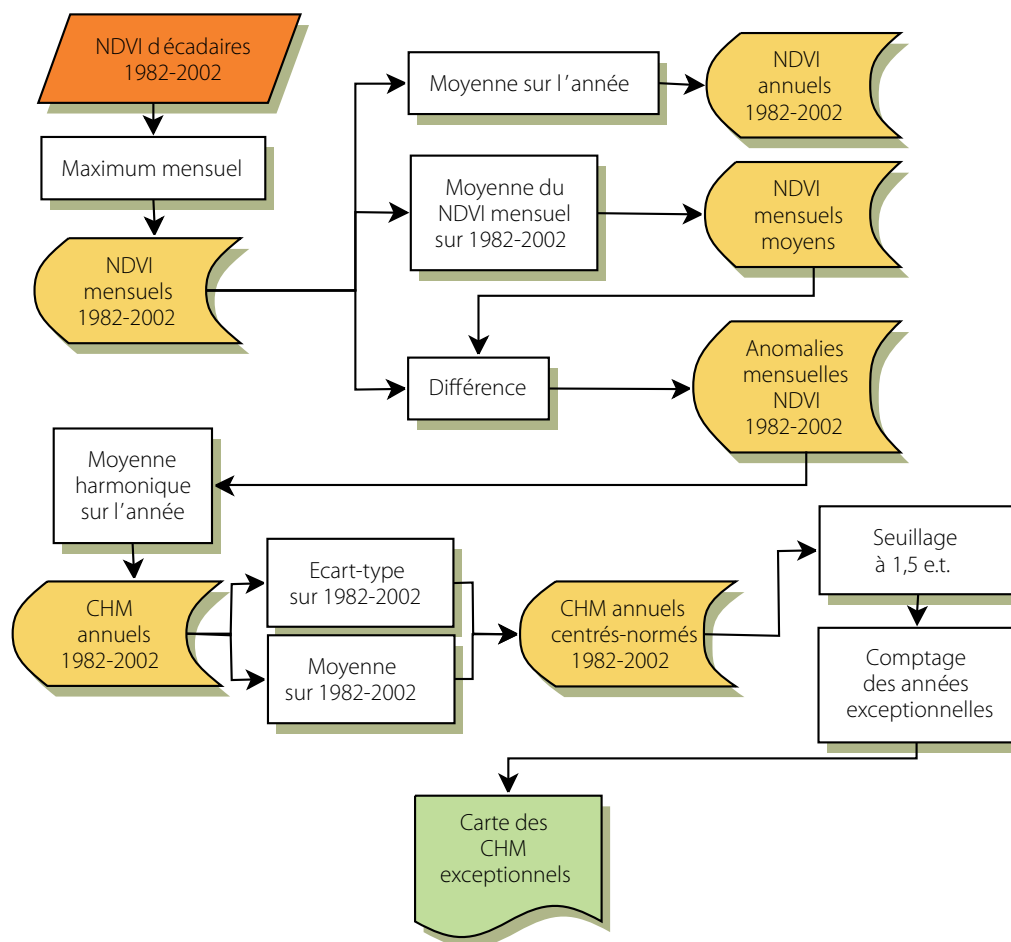 NDVI décadaires
1982-2002
Maximum mensuel
NDVI
mensuels
1982-2002
Moyenne sur l'année
NDVI
annuels
1982-2002
Moyenne du
NDVI mensuel
sur 1982-2002
NDVI
mensuels
moyens
Différence
Anomalies
mensuelles
NDVI
1982-2002
Moyenne
harmonique
sur l'année
CHM
annuels
1982-2002
Ecart-type
sur 1982-2002
Moyenne
sur 1982-2002
CHM annuels
centrés-normés
1982-2002
Seuillage
à 1,5 e.t.
Comptage
des années
exceptionnelles
Carte des
CHM
exceptionnels